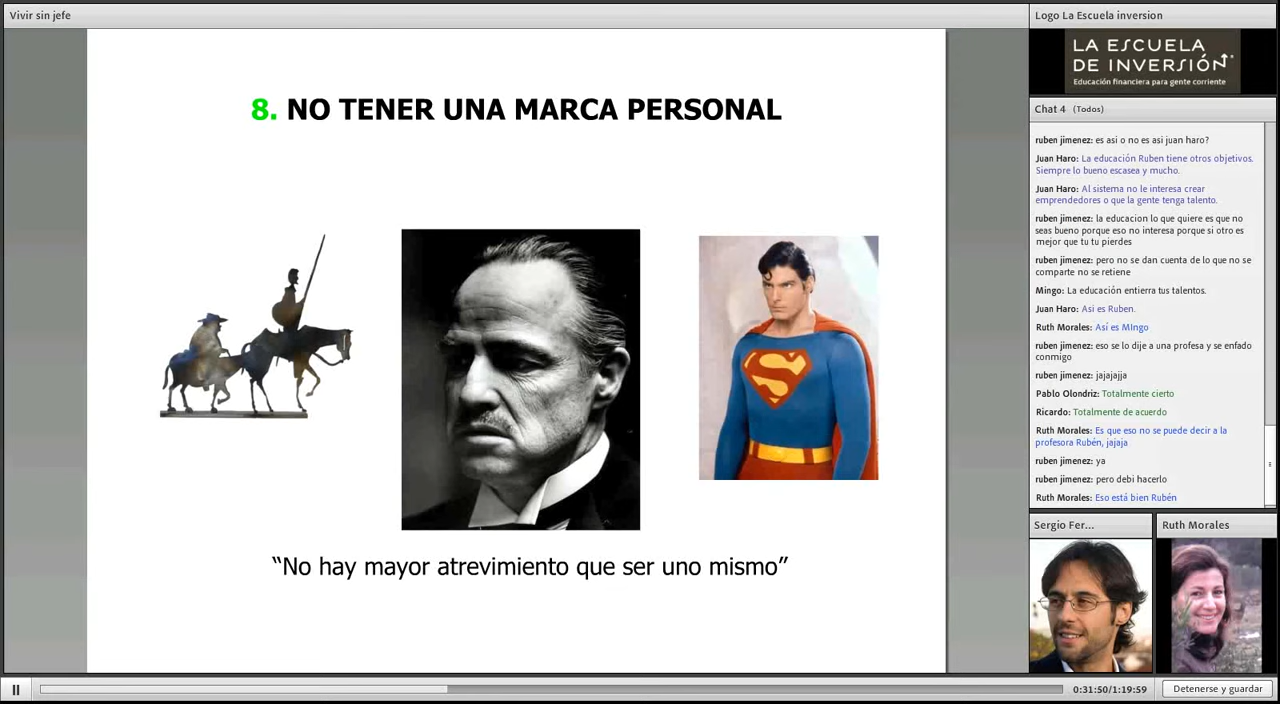 Vivir sin jefe
8. NO TENER UNA MARCA PERSONAL
“No hay mayor atrevimiento que ser uno mismo”
Logo La Escuela inversion
LA ESCUELA
DE INVERSIÓN
Educación financiera para gente corriente
Chat 4 (Todos)
ruben jimenez: es asi o no es asi juan haro?
Juan Haro: La educación Ruben tiene otros objetivos.
Siempre lo bueno escasea y mucho.
Juan Haro: Al sistema no le interesa crear
emprendedores o que la gente tenga talento.
ruben jimenez: la educacion lo que quiere es que no
seas bueno porque eso no interesa porque si otro es
mejor que tu tu pierdes
ruben jimenez: pero no se dan cuenta de lo que no se
comparte no se retiene
Mingo: La educación entierra tus talentos.
Juan Haro: Asi es Ruben.
Ruth Morales: Así es MIngo
ruben jimenez: eso se lo dije a una profesa y se enfado
conmigo
ruben jimenez: jajajajja
Pablo Olondriz: Totalmente cierto
Ricardo: Totalmente de acuerdo
Ruth Morales: Es que eso no se puede decir a la
profesora Rubén, jajaja
ruben jimenez: ya
ruben jimenez: pero debi hacerlo
Ruth Morales: Eso está bien Rubén
Sergio Fer...
Ruth Morales
0:31:50/1:19:59
Detenerse y guardar